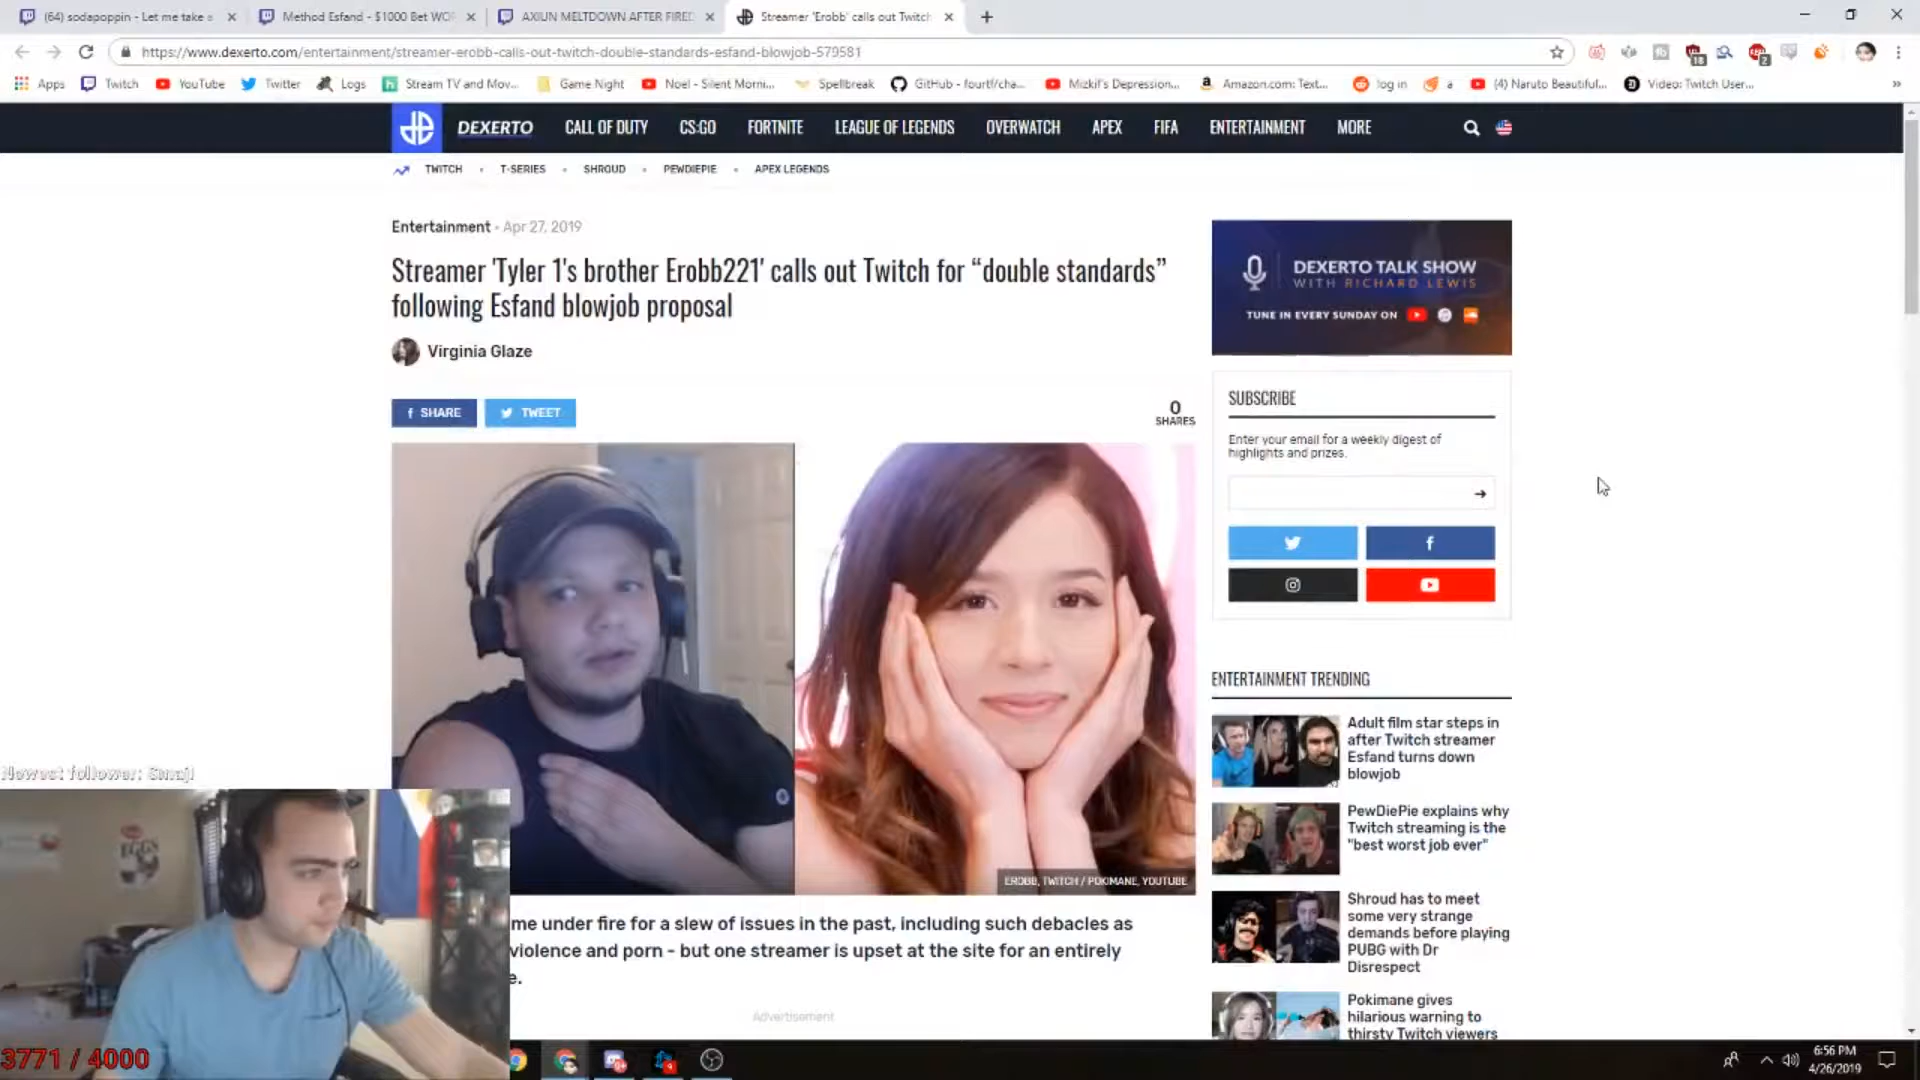 (64) sodapoppin - Let me take a
Method Esfand - $1000 Bet WO
AXIUN MELTDOWN AFTER FIRED
Streamer 'Erobb' calls out Twitch
https://www.dexerto.com/entertainment/streamer-erobb-calls-out-twitch-double-standards-esfand-blowjob-579581
18
2
Apps
Twitch
YouTube
Twitter
Logs
Stream TV and Mov...
Game Night
Noel - Silent Morni...
Spellbreak
GitHub - fourtf/cha...
Mizkif's Depression...
Amazon.com: Text...
log in
a
(4) Naruto Beautiful...
Video: Twitch User...
»
DEXERTO
CALL OF DUTY
CS:GO
FORTNITE
LEAGUE OF LEGENDS
OVERWATCH
APEX
FIFA
ENTERTAINMENT
MORE
TWITCH • T-SERIES • SHROUD • PEWDIEPIE • APEX LEGENDS
Entertainment • Apr 27, 2019
Streamer 'Tyler 1's brother Erobb221' calls out Twitch for “double standards”
following Esfand blowjob proposal
Virginia Glaze
SHARE
TWEET
0
SHARES
EROBB, TWITCH / POKIMANE, YOUTUBE
me under fire for a slew of issues in the past, including such debacles as
violence and porn - but one streamer is upset at the site for an entirely
e.
Advertisement
DEXERTO TALK SHOW
WITH RICHARD LEWIS
TUNE IN EVERY SUNDAY ON
SUBSCRIBE
Enter your email for a weekly digest of
highlights and prizes.
ENTERTAINMENT TRENDING
Adult film star steps in
after Twitch streamer
Esfand turns down
blowjob
PewDiePie explains why
Twitch streaming is the
"best worst job ever"
Shroud has to meet
some very strange
demands before playing
PUBG with Dr
Disrespect
Pokimane gives
hilarious warning to
thirsty Twitch viewers
Newest follower: Smaji
EGGS
3771 / 4000
6:56 PM
4/26/2019